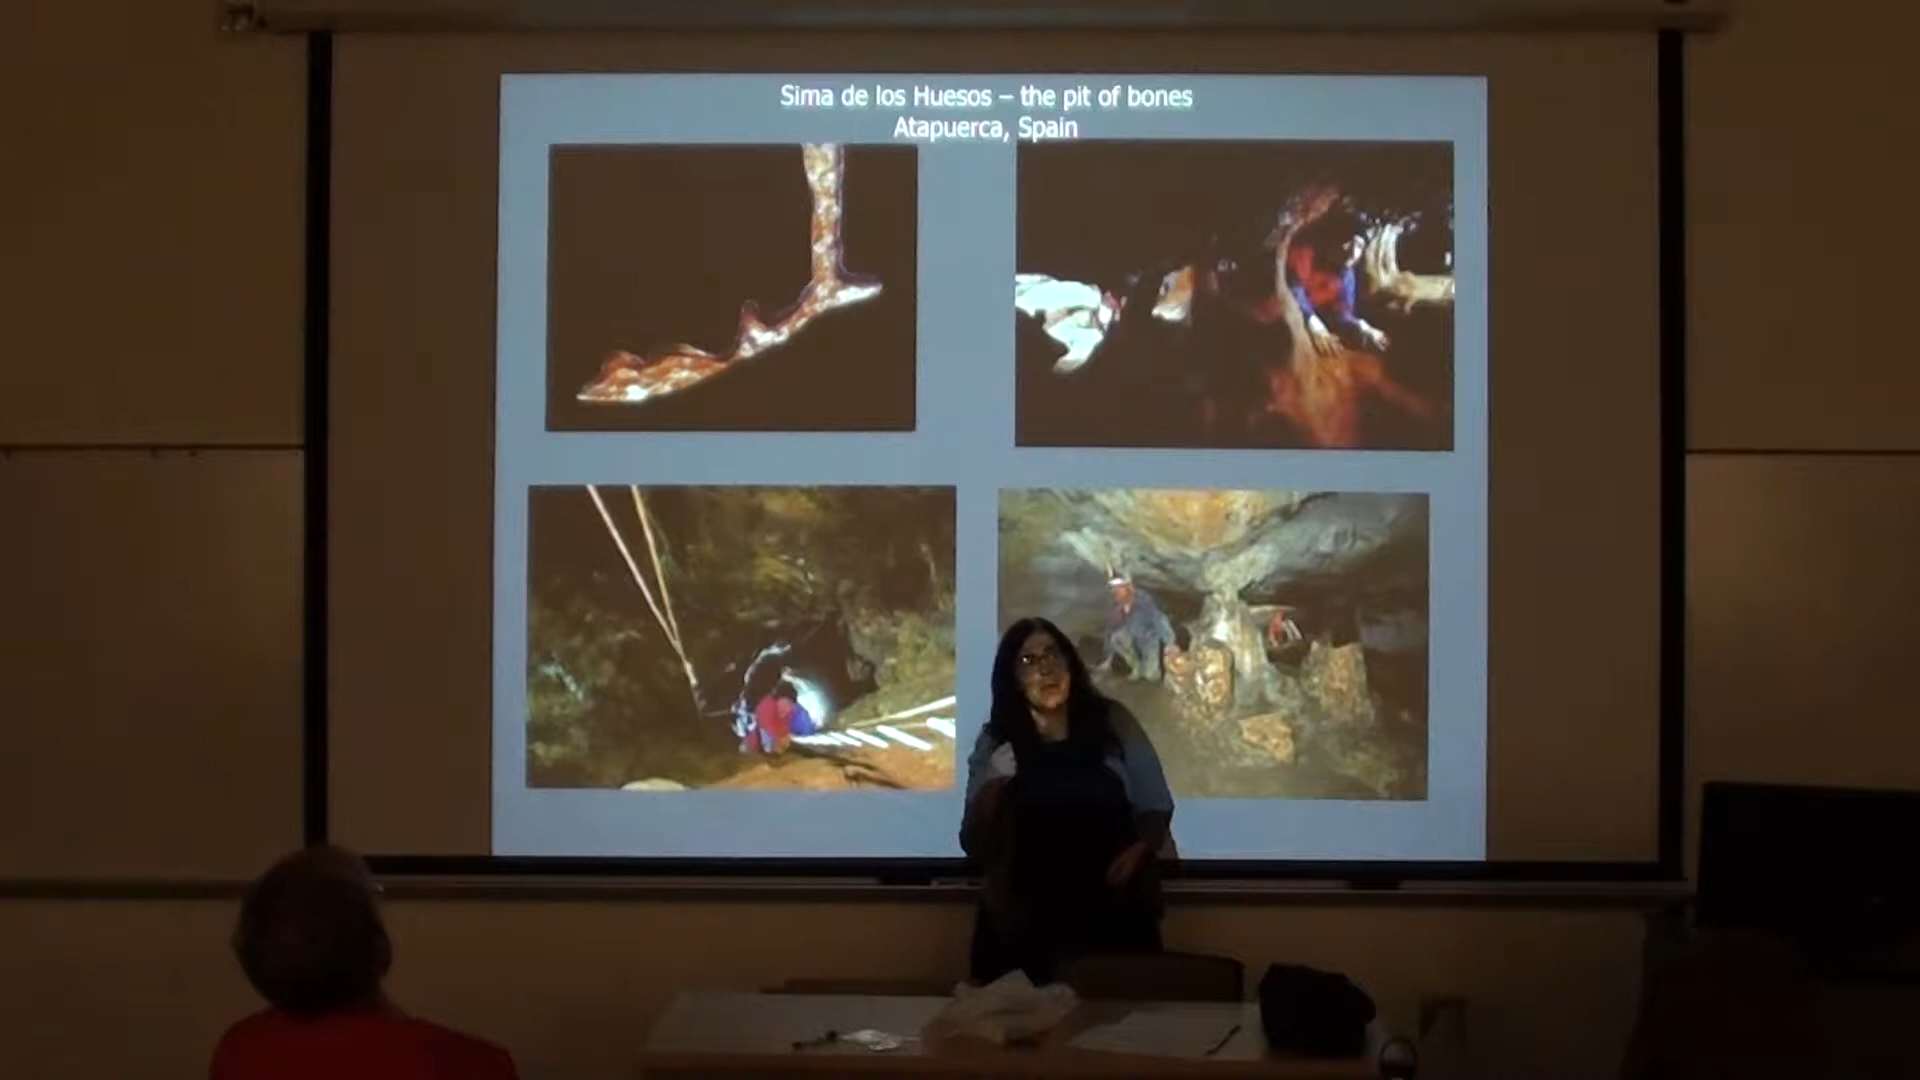 Sima de los Huesos – the pit of bones
Atapuerca, Spain